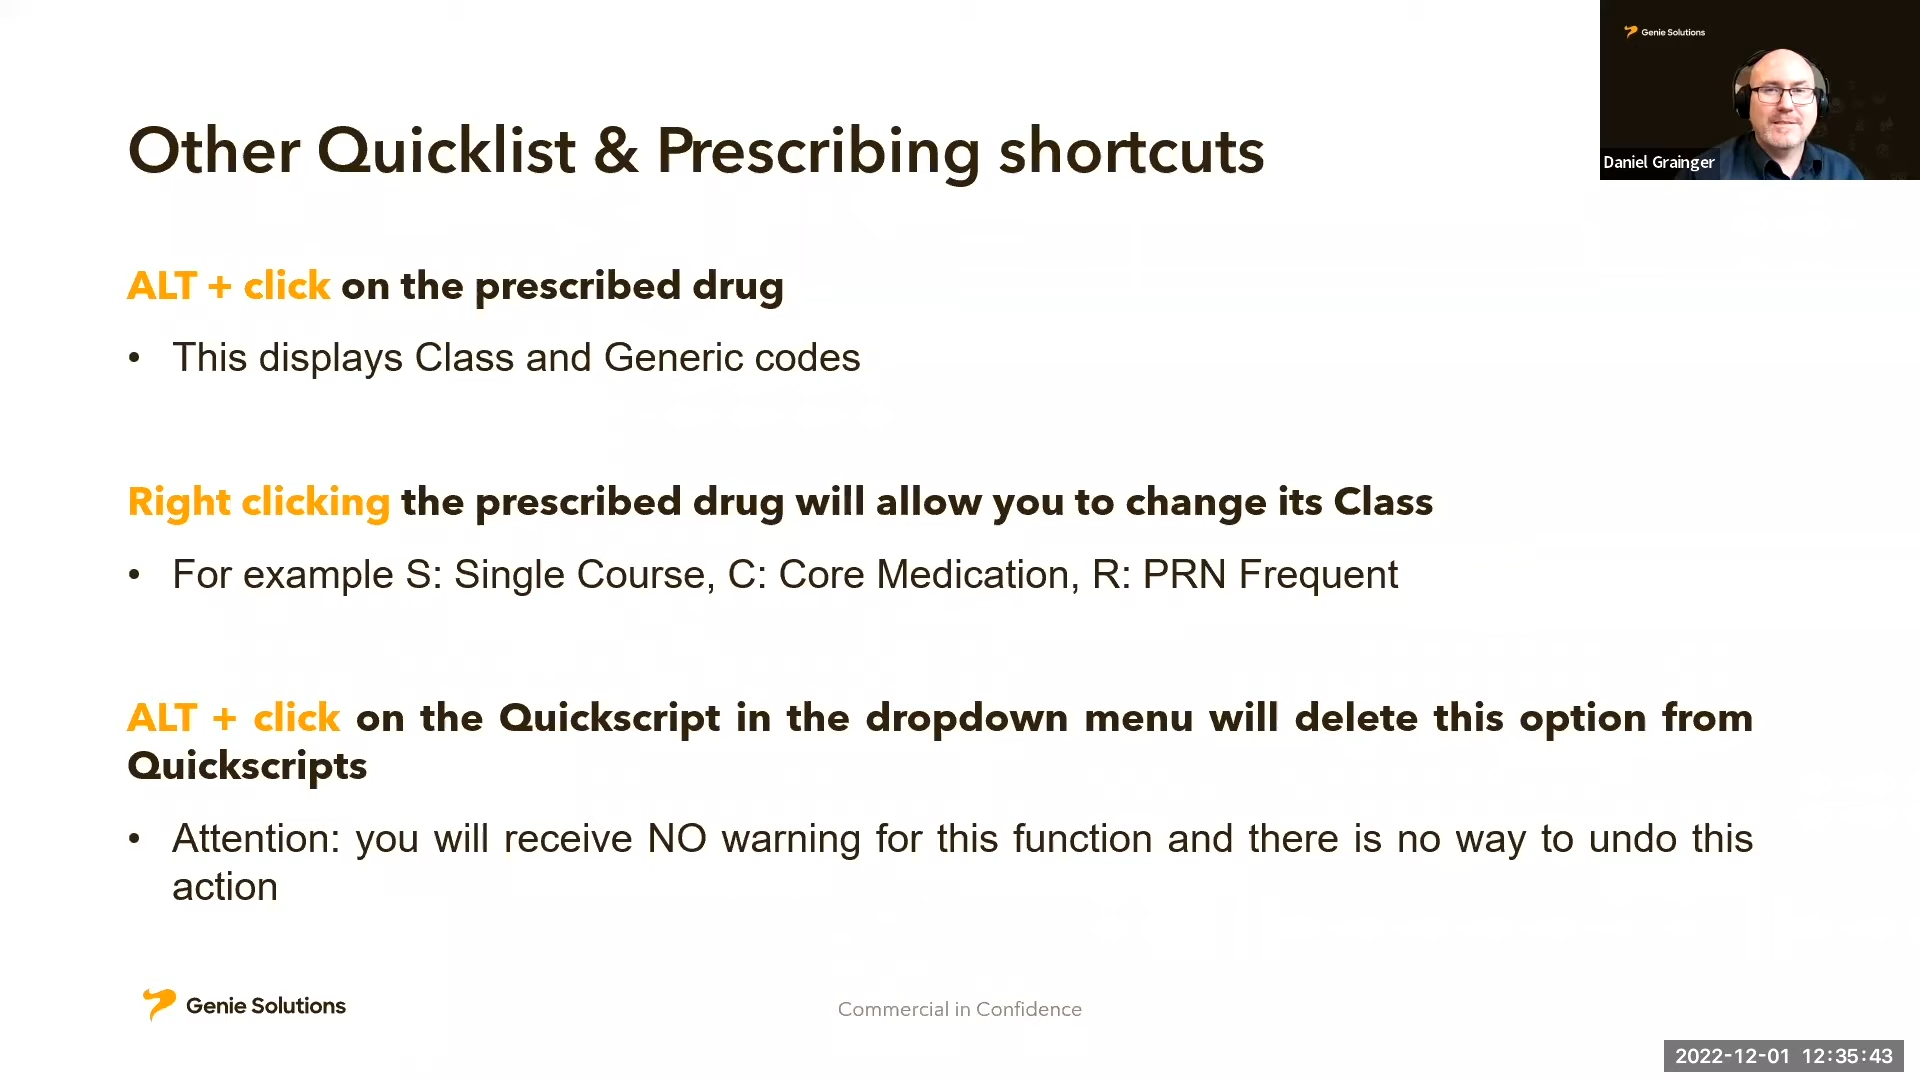 Genie Solutions
Daniel Grainger
Other Quicklist & Prescribing shortcuts
ALT + click on the prescribed drug
• This displays Class and Generic codes
Right clicking the prescribed drug will allow you to change its Class
• For example S: Single Course, C: Core Medication, R: PRN Frequent
ALT + click on the Quickscript in the dropdown menu will delete this option from
Quickscripts
• Attention: you will receive NO warning for this function and there is no way to undo this
action
Genie Solutions
Commercial in Confidence
2022-12-01 12:35:43